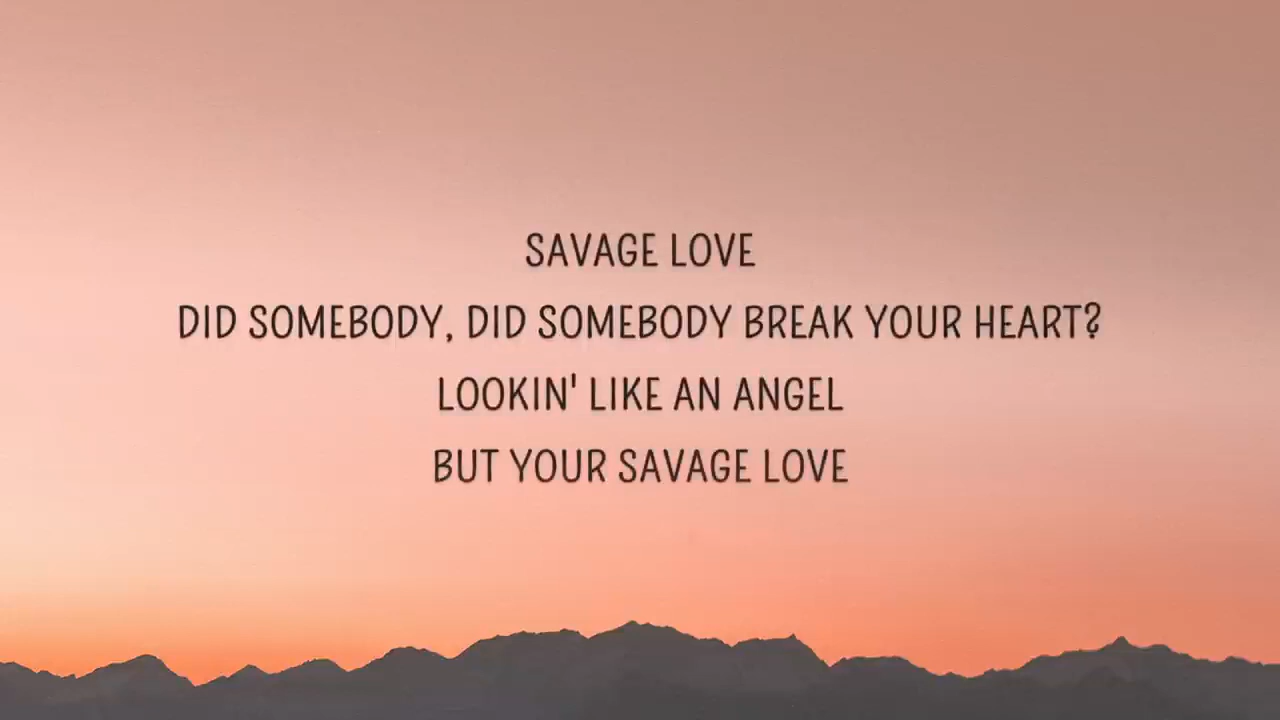 SAVAGE LOVE
DID SOMEBODY, DID SOMEBODY BREAK YOUR HEART?
LOOKIN' LIKE AN ANGEL
BUT YOUR SAVAGE LOVE